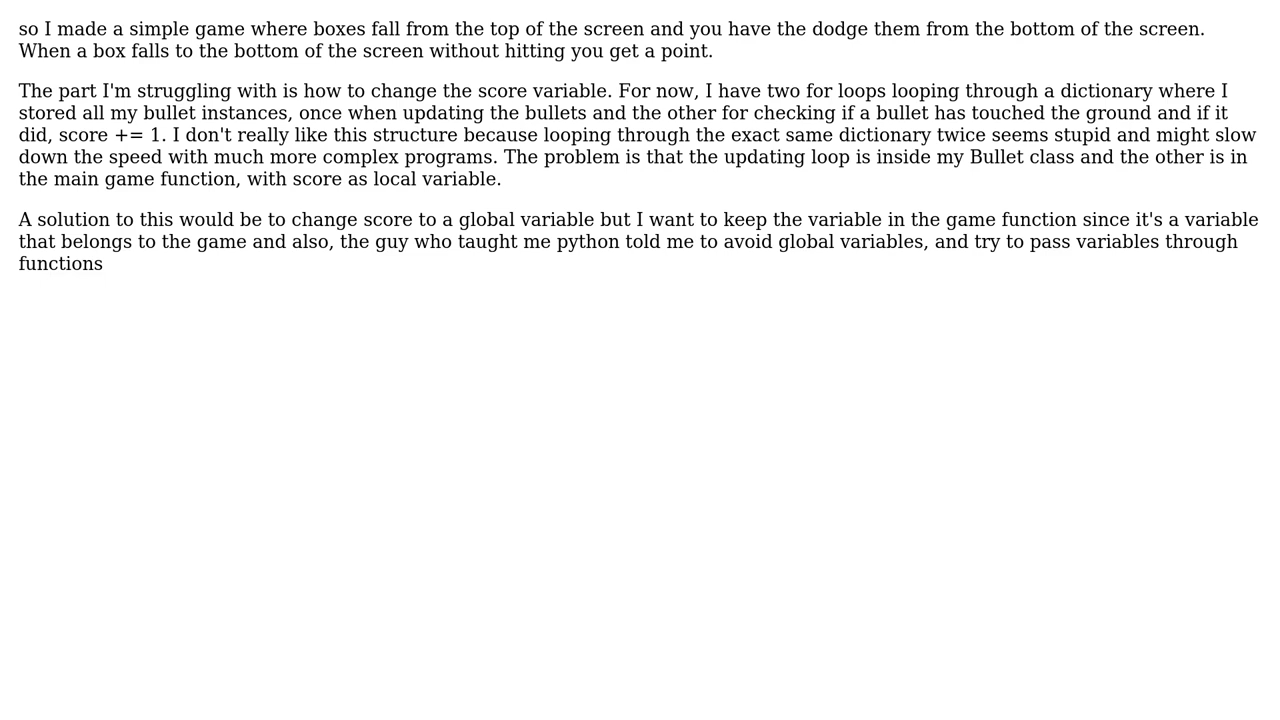 so I made a simple game where boxes fall from the top of the screen and you have the dodge them from the bottom of the screen.
When a box falls to the bottom of the screen without hitting you get a point.
The part I'm struggling with is how to change the score variable. For now, I have two for loops looping through a dictionary where I
stored all my bullet instances, once when updating the bullets and the other for checking if a bullet has touched the ground and if it
did, score += 1. I don't really like this structure because looping through the exact same dictionary twice seems stupid and might slow
down the speed with much more complex programs. The problem is that the updating loop is inside my Bullet class and the other is in
the main game function, with score as local variable.
A solution to this would be to change score to a global variable but I want to keep the variable in the game function since it's a variable
that belongs to the game and also, the guy who taught me python told me to avoid global variables, and try to pass variables through
functions